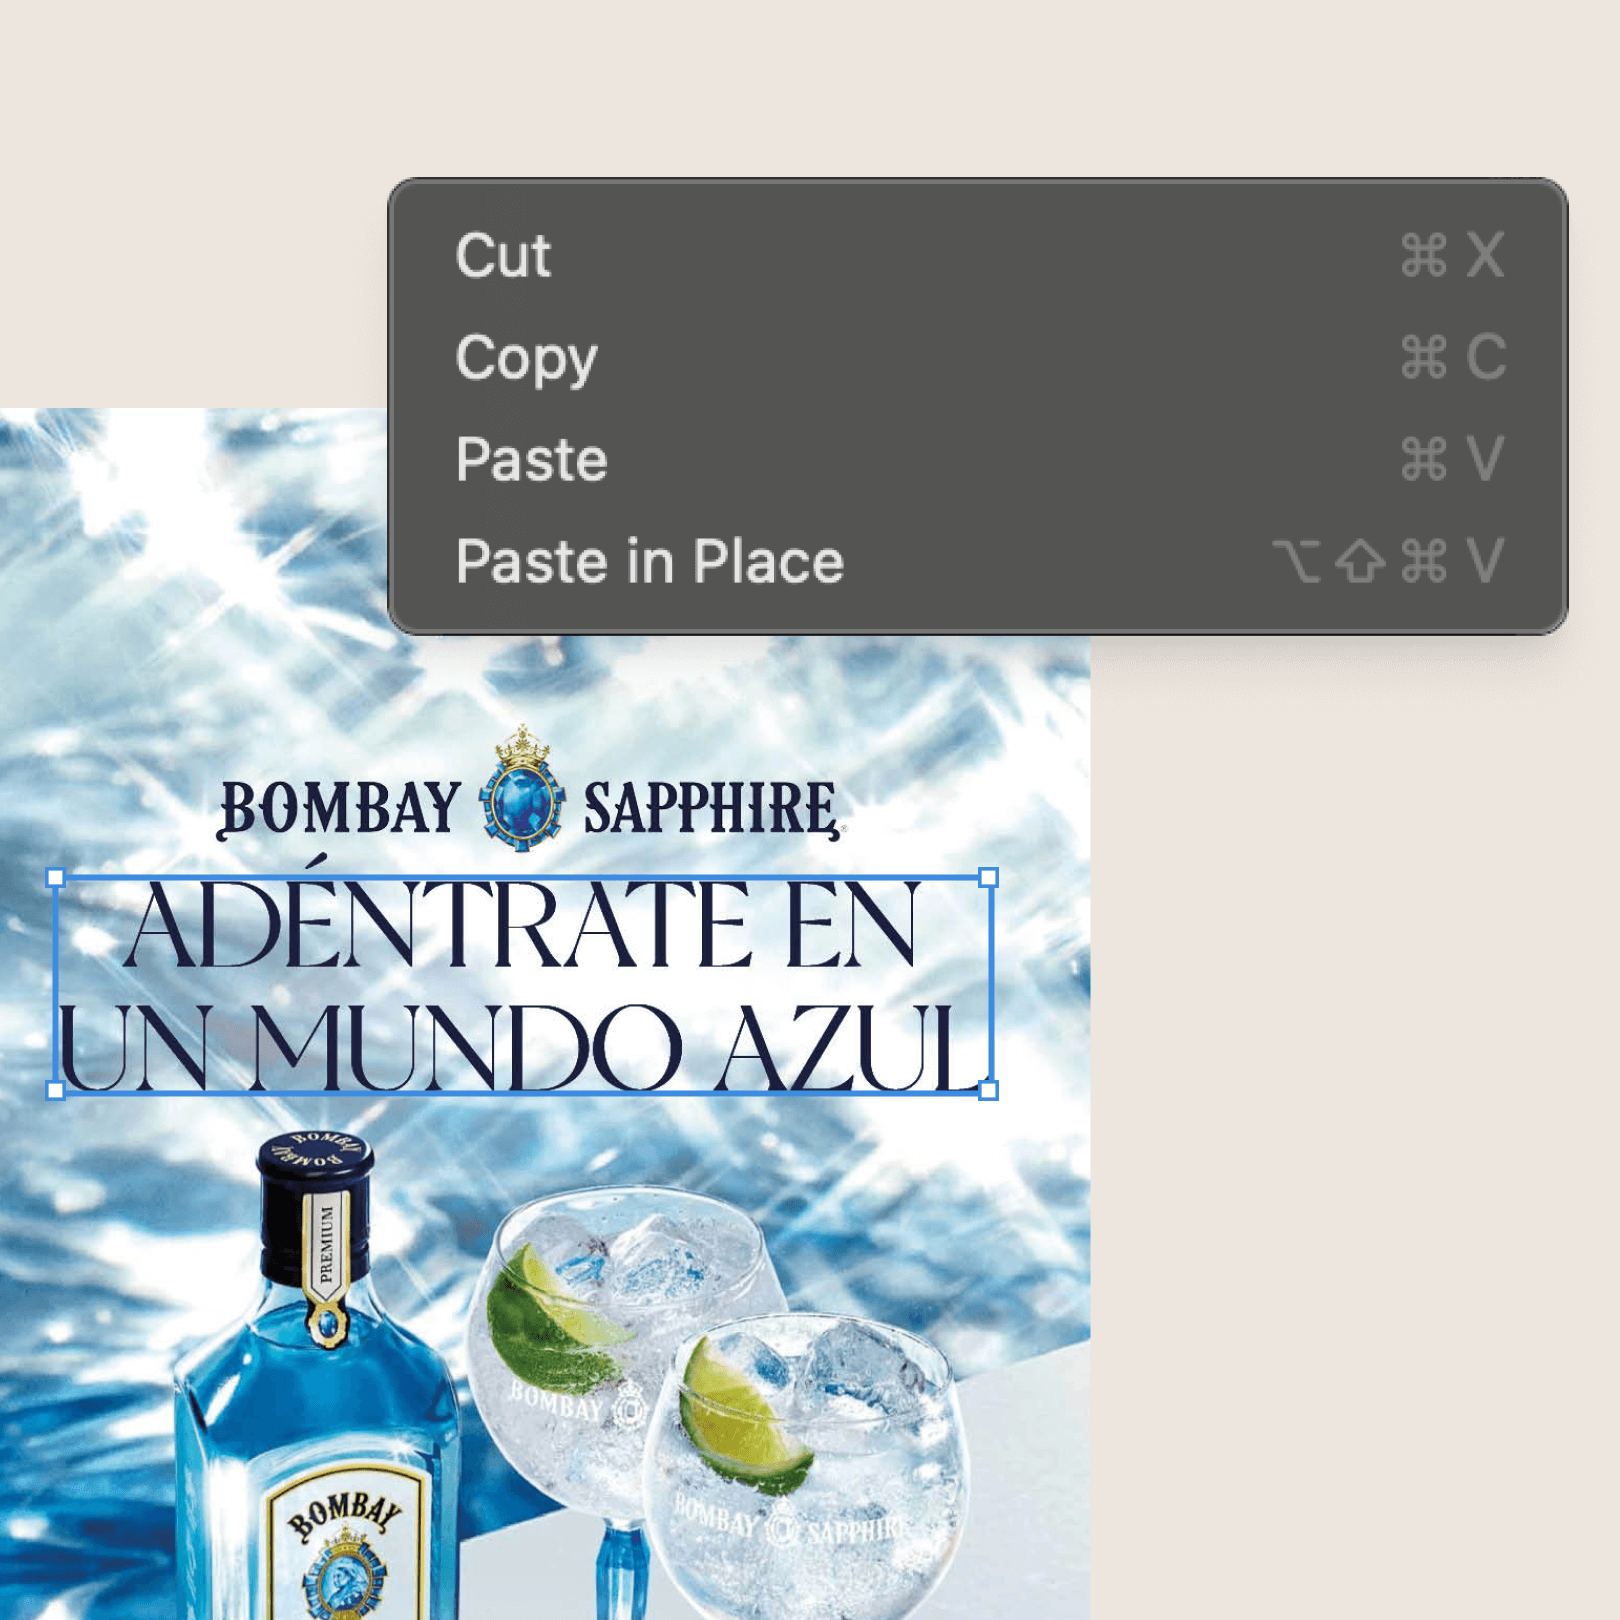 Cut ⌘ X
Copy ⌘ C
Paste ⌘ V
Paste in Place ⌥⇧⌘ V
BOMBAY SAPPHIRE®
ADÉNTRATE EN
UN MUNDO AZUL
BOMBAY
BOMBAY
PREMIUM
BOMBAY
BOMBAY SAPPHIRE
BOMBAY